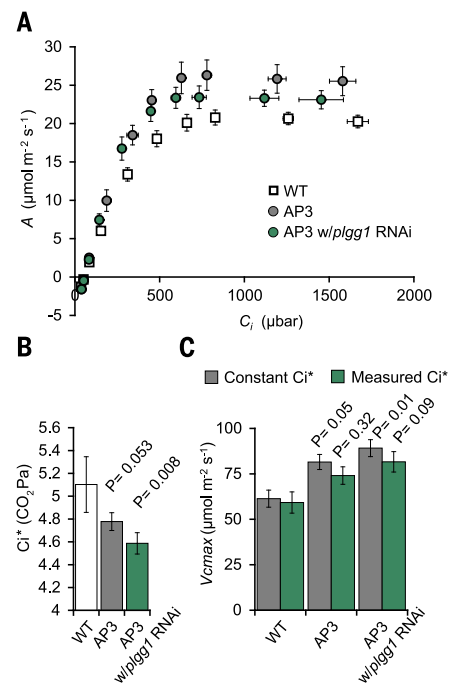 A
30
25
20
15
10
5
0
-5
A (µmol m⁻² s⁻¹)
0 500 1000 1500 2000
Ci (µbar)
WT
AP3
AP3 w/plgg1 RNAi
B
5.6
5.4
5.2
5
4.8
4.6
4.4
4.2
4
Ci* (CO₂Pa)
P= 0.053
P= 0.008
WT
AP3
AP3
w/plgg1 RNAi
C
Constant Ci*
Measured Ci*
100
75
50
25
0
Vcmax (µmol m⁻² s⁻¹)
P= 0.05
P= 0.32
P= 0.01
P= 0.09
WT
AP3
AP3
w/plgg1 RNAi